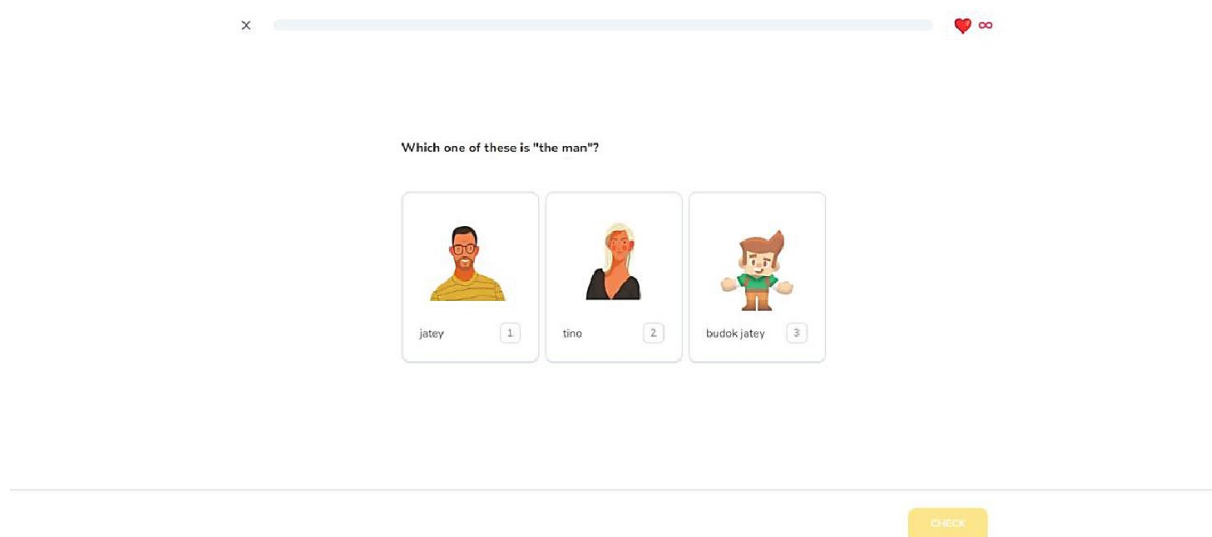 Which one of these is "the man"?
jatey 1
tino 2
budok jatey 3
CHECK